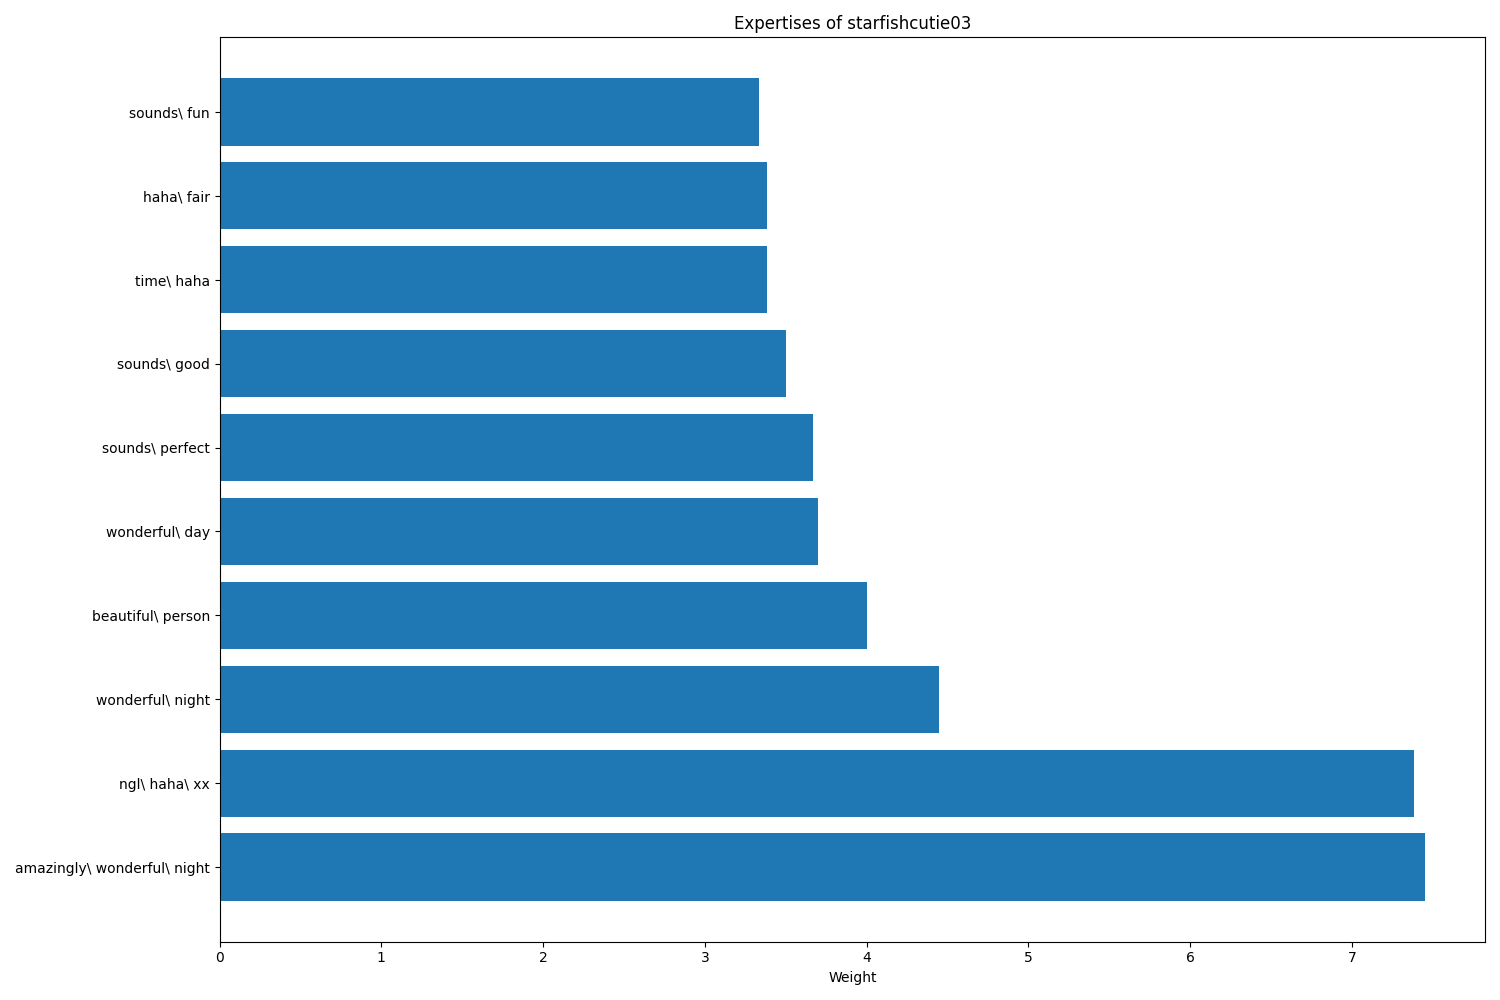 Expertises of starfishcutie03
sounds\ fun
haha\ fair
time\ haha
sounds\ good
sounds\ perfect
wonderful\ day
beautiful\ person
wonderful\ night
ngl\ haha\ xx
amazingly\ wonderful\ night
0 1 2 3 4 5 6 7
Weight